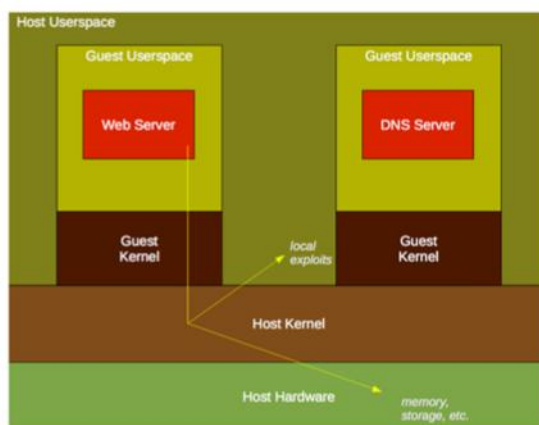 Host Userspace
Guest Userspace
Guest Userspace
Web Server
DNS Server
Guest
Kernel
local
exploits
Guest
Kernel
Host Kernel
Host Hardware
memory,
storage, etc.